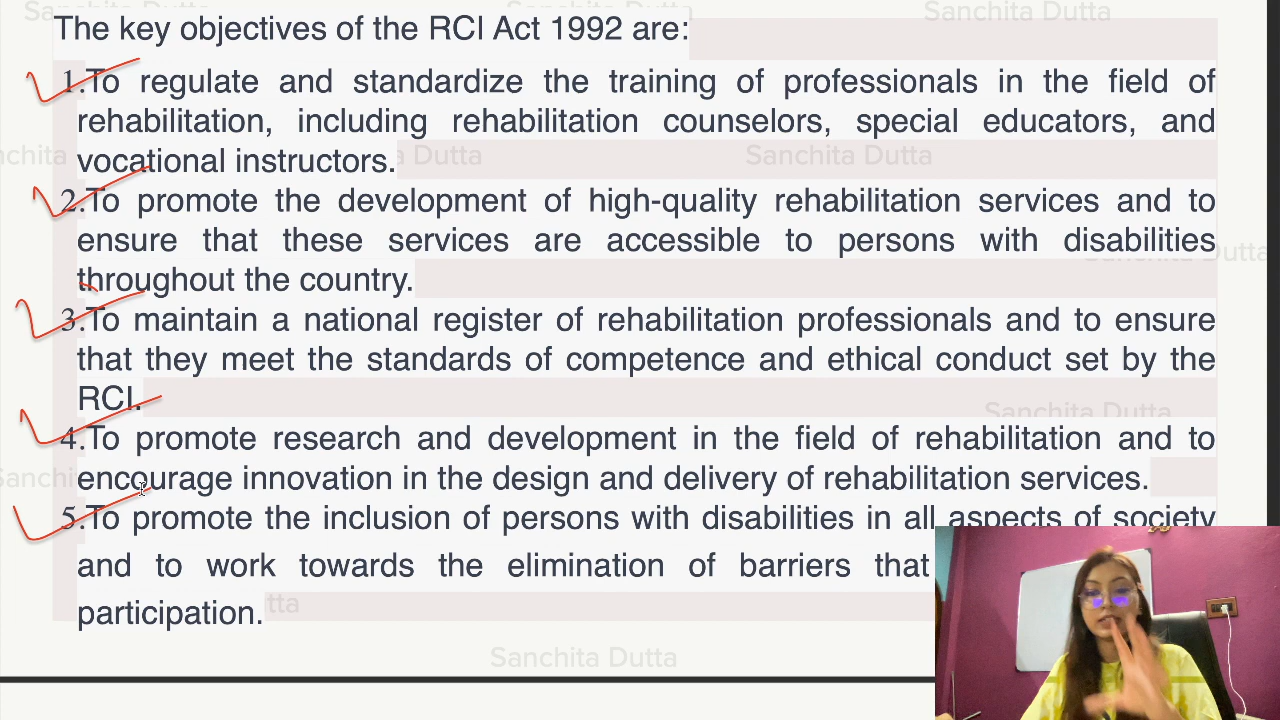 Sanchita Dutta
Sanchita Dutta
The key objectives of the RCI Act 1992 are:
1.To regulate and standardize the training of professionals in the field of
rehabilitation, including rehabilitation counselors, special educators, and
vocational instructors.
Dutta
Sanchita Dutta
2.To promote the development of high-quality rehabilitation services and to
ensure that these services are accessible to persons with disabilities
throughout the country.
3.To maintain a national register of rehabilitation professionals and to ensure
that they meet the standards of competence and ethical conduct set by the
RCI.
Sanchita Dutta
4.To promote research and development in the field of rehabilitation and to
encourage innovation in the design and delivery of rehabilitation services.
5.To promote the inclusion of persons with disabilities in all aspects of society
and to work towards the elimination of barriers that
participation.
Sanchita Dutta